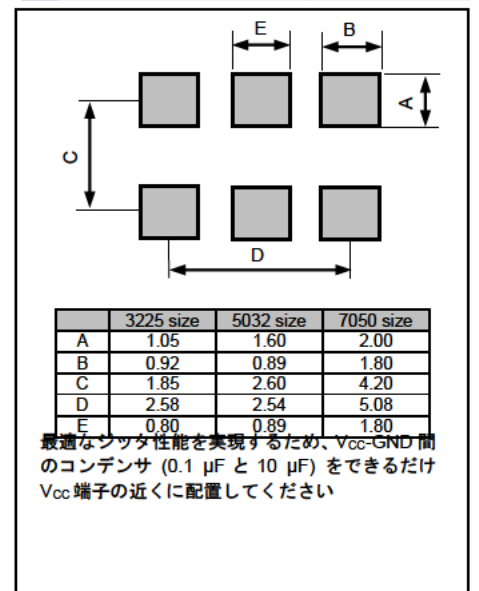 E
B
A
C
D
3225 size 5032 size 7050 size
A 1.05 1.60 2.00
B 0.92 0.89 1.80
C 1.85 2.60 4.20
D 2.58 2.54 5.08
E 0.80 0.89 1.80
最適なジッタ性能を実現するため、Vcc-GND 間
のコンデンサ (0.1 µF と 10 µF) をできるだけ
Vcc 端子の近くに配置してください